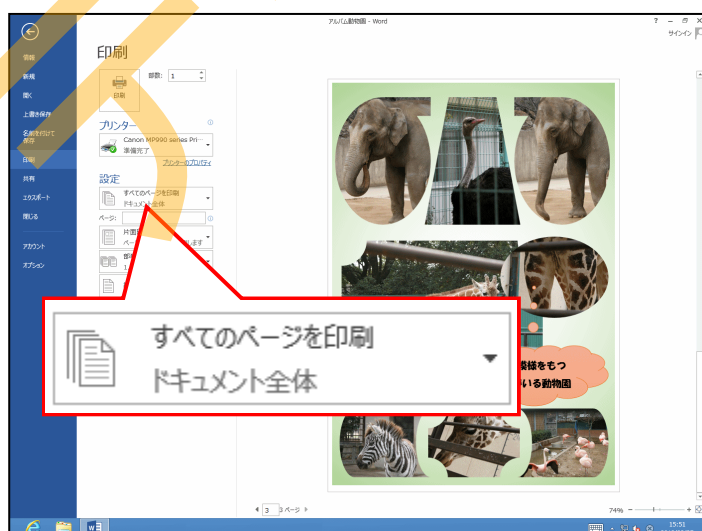 アルバム動物園 - Word
サインイン
情報
新規
開く
上書き保存
名前を付けて
保存
印刷
共有
エクスポート
閉じる
アカウント
オプション
印刷
部数: 1
印刷
プリンター
Canon MP990 series Pri…
準備完了
プリンターのプロパティ
設定
すべてのページを印刷
ドキュメント全体
ページ:
片面
ペー
します
部
すべてのページを印刷
ドキュメント全体
模様をもつ
いる動物園
3 3 ページ
74%
15:51